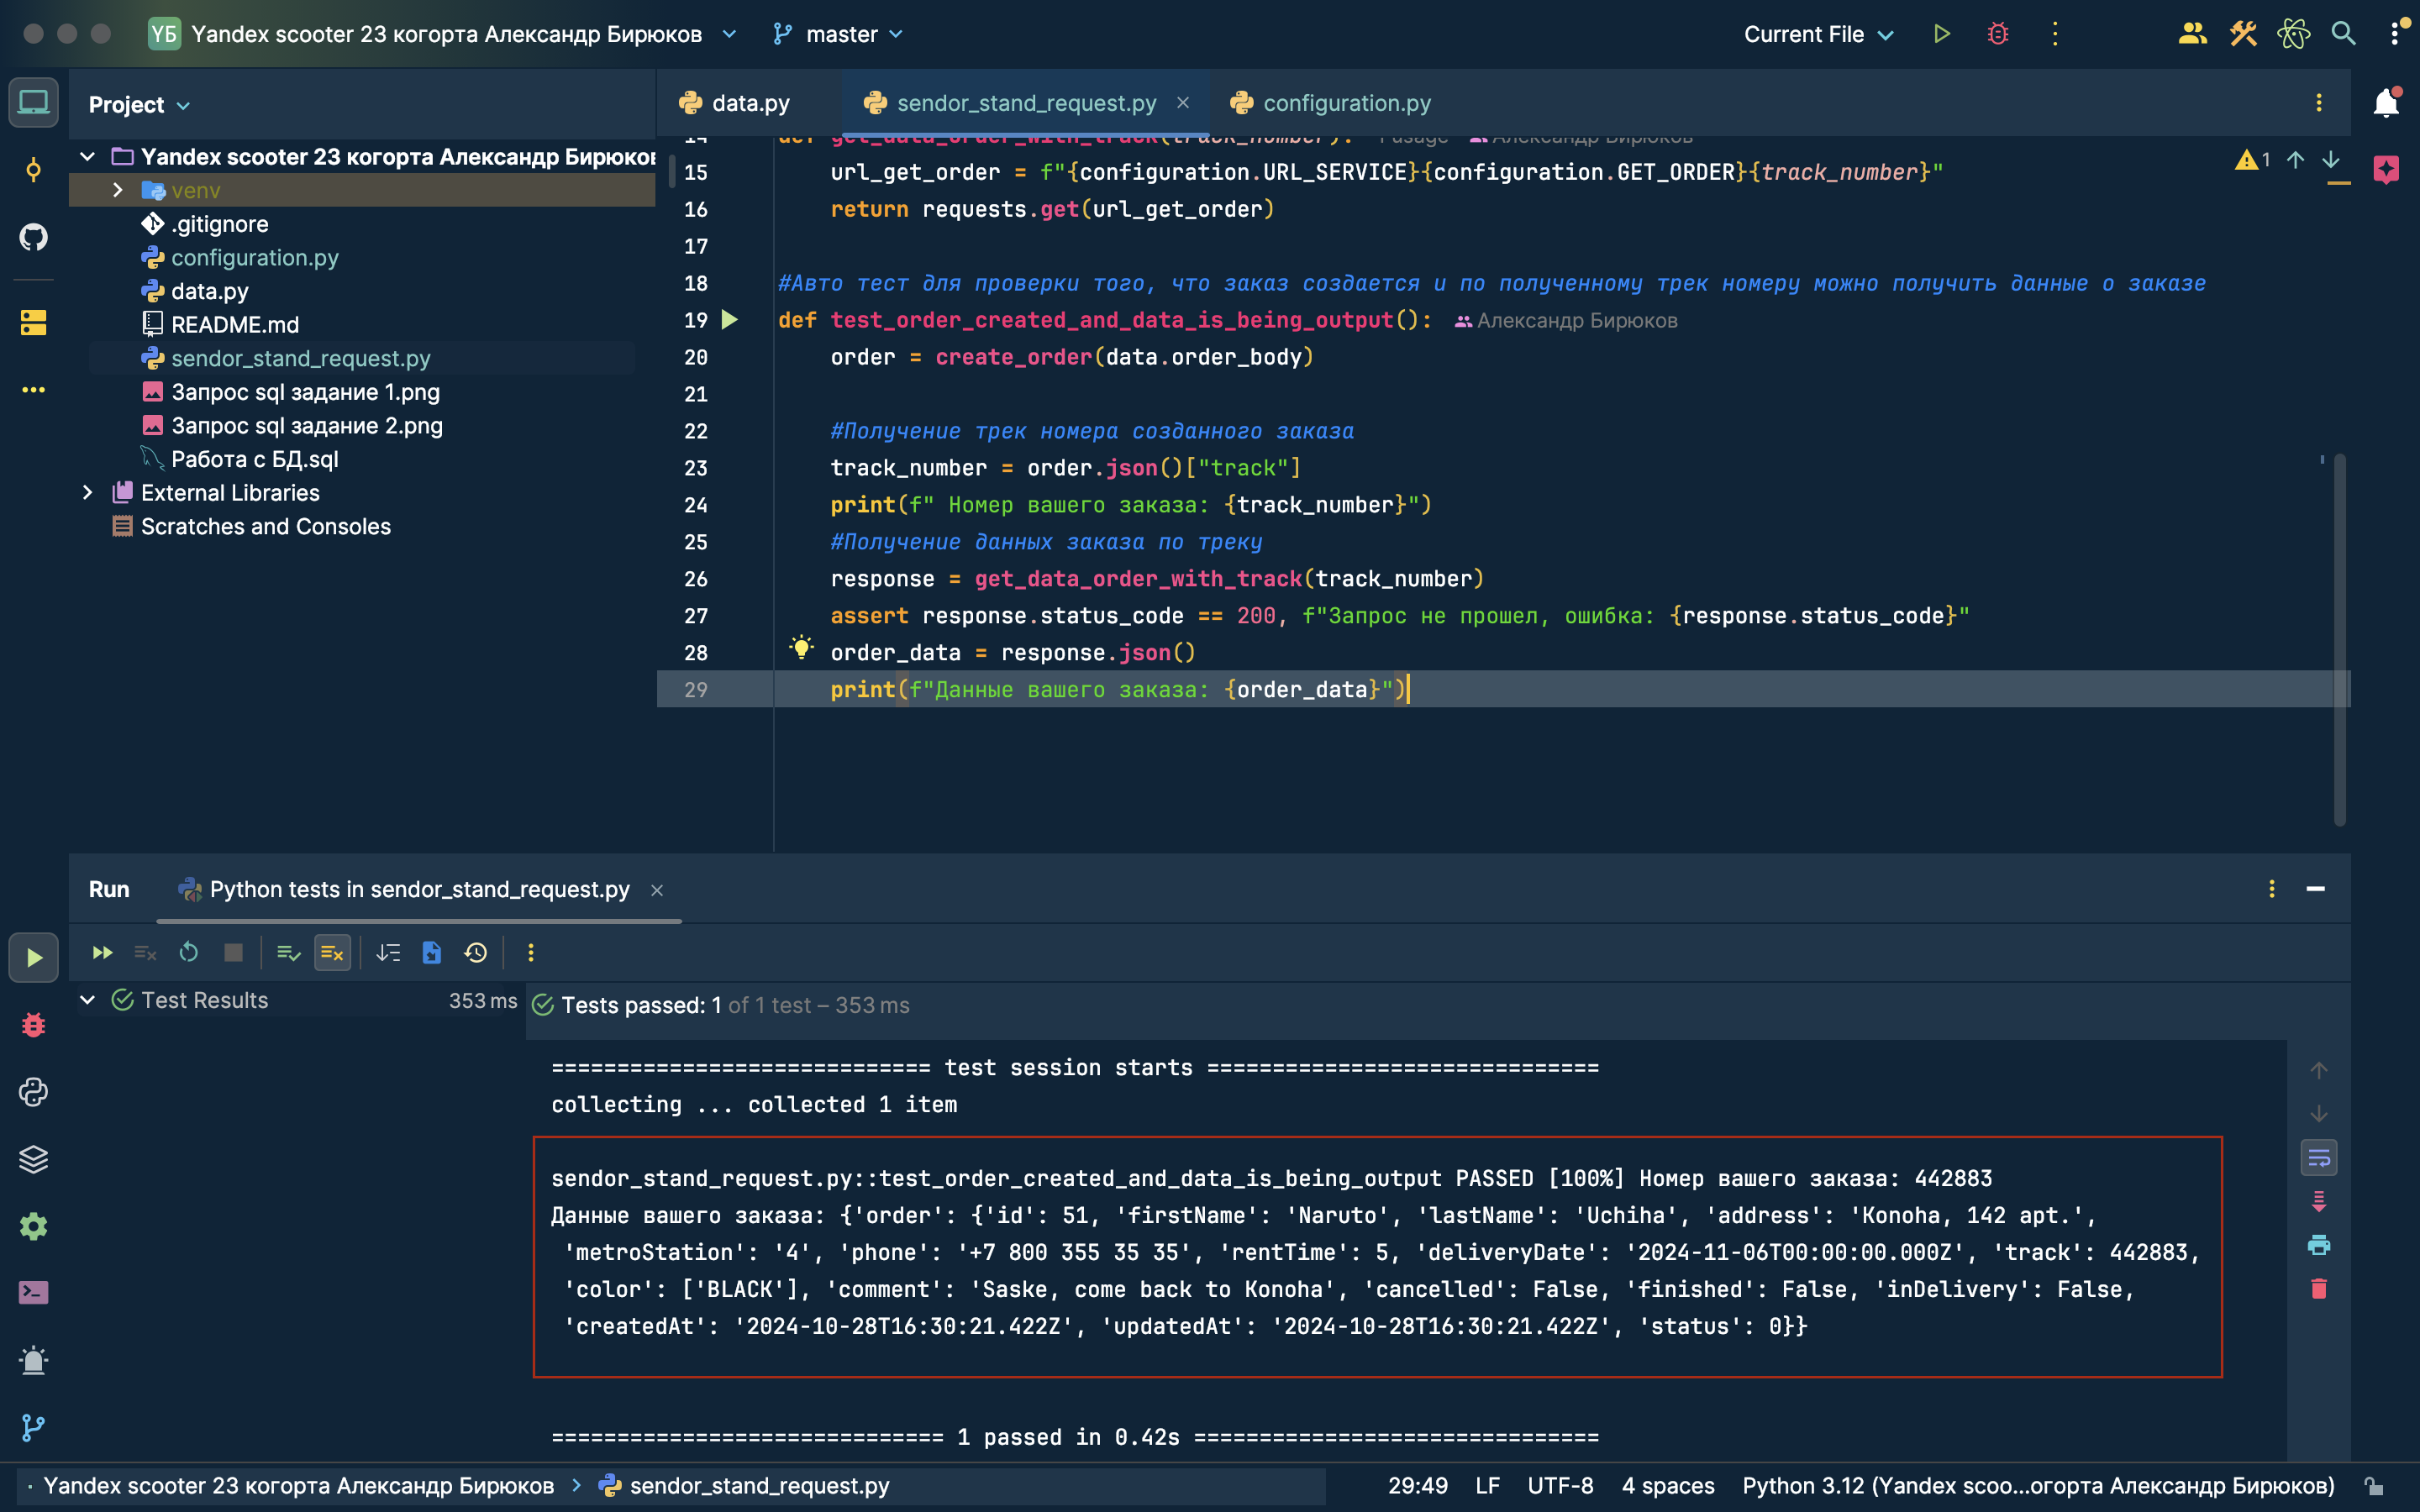 YБ Yandex scooter 23 когорта Александр Бирюков master Current File
Project
Yandex scooter 23 когорта Александр Бирюков
venv
.gitignore
configuration.py
data.py
README.md
sendor_stand_request.py
Запрос sql задание 1.png
Запрос sql задание 2.png
Работа с БД.sql
External Libraries
Scratches and Consoles
data.py sendor_stand_request.py configuration.py
14 def get_data_order_with_track(track_number): 1 usage Александр Бирюков
15 url_get_order = f"{configuration.URL_SERVICE}{configuration.GET_ORDER}{track_number}"
1
16 return requests.get(url_get_order)
17
18 #Авто тест для проверки того, что заказ создается и по полученному трек номеру можно получить данные о заказе
19 def test_order_created_and_data_is_being_output(): Александр Бирюков
20 order = create_order(data.order_body)
21
22 #Получение трек номера созданного заказа
23 track_number = order.json()["track"]
24 print(f" Номер вашего заказа: {track_number}")
25 #Получение данных заказа по треку
26 response = get_data_order_with_track(track_number)
27 assert response.status_code == 200, f"Запрос не прошел, ошибка: {response.status_code}"
28 order_data = response.json()
29 print(f"Данные вашего заказа: {order_data}")
Run Python tests in sendor_stand_request.py
Test Results 353 ms
Tests passed: 1 of 1 test – 353 ms
============================= test session starts ==============================
collecting ... collected 1 item
sendor_stand_request.py::test_order_created_and_data_is_being_output PASSED [100%] Номер вашего заказа: 442883
Данные вашего заказа: {'order': {'id': 51, 'firstName': 'Naruto', 'lastName': 'Uchiha', 'address': 'Konoha, 142 apt.',
'metroStation': '4', 'phone': '+7 800 355 35 35', 'rentTime': 5, 'deliveryDate': '2024-11-06T00:00:00.000Z', 'track': 442883,
'color': ['BLACK'], 'comment': 'Saske, come back to Konoha', 'cancelled': False, 'finished': False, 'inDelivery': False,
'createdAt': '2024-10-28T16:30:21.422Z', 'updatedAt': '2024-10-28T16:30:21.422Z', 'status': 0}}
============================== 1 passed in 0.42s ===============================
Yandex scooter 23 когорта Александр Бирюков > sendor_stand_request.py 29:49 LF UTF-8 4 spaces Python 3.12 (Yandex scoo...огорта Александр Бирюков)